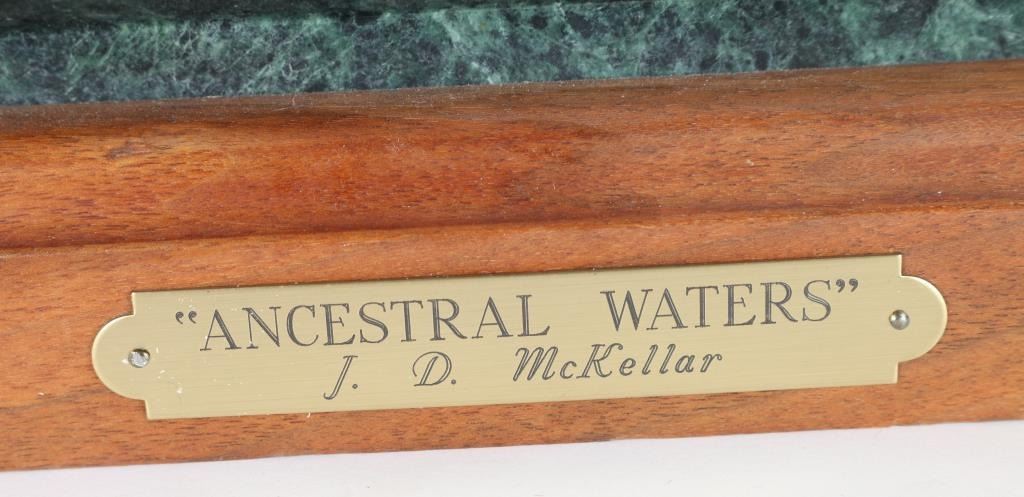 “ANCESTRAL WATERS”
J. D. McKellar